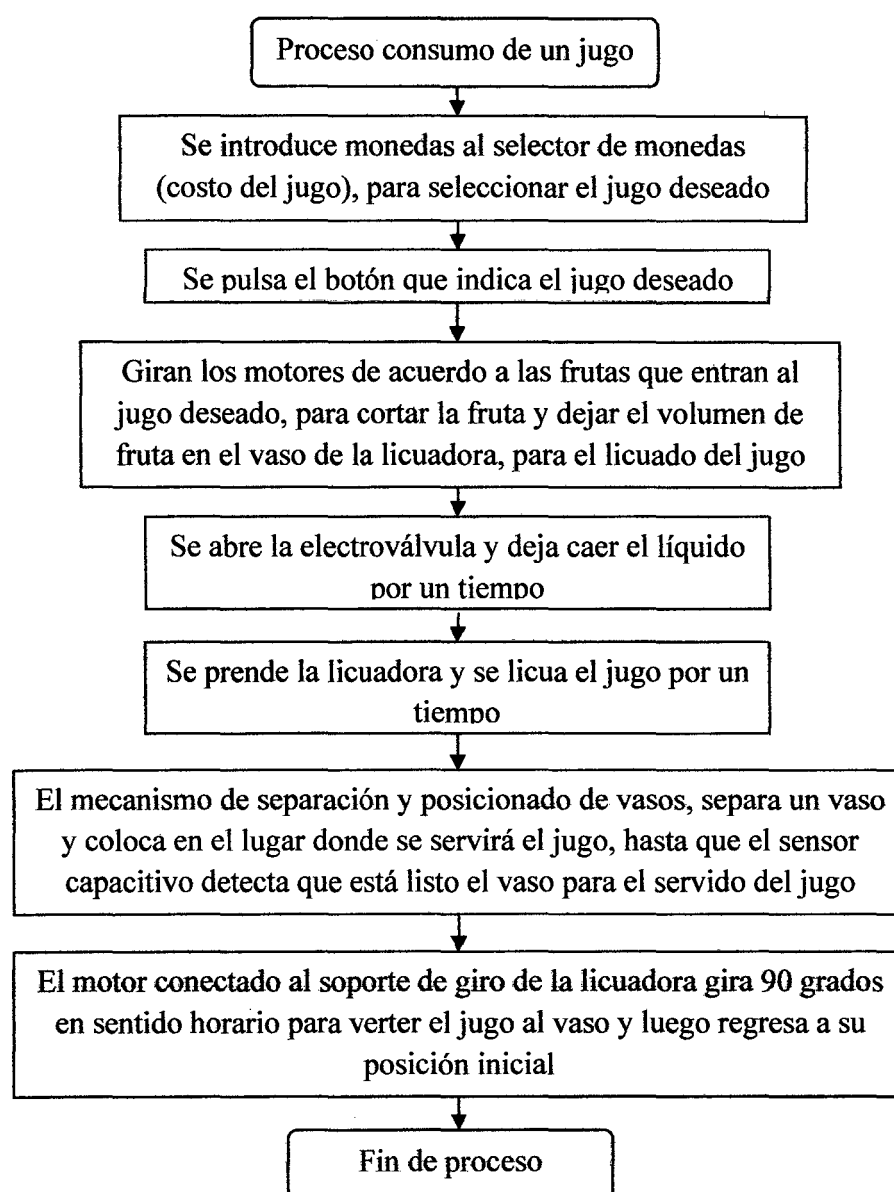 Proceso consumo de un jugo
Se introduce monedas al selector de monedas
(costo del jugo), para seleccionar el jugo deseado
Se pulsa el botón que indica el jugo deseado
Giran los motores de acuerdo a las frutas que entran al
jugo deseado, para cortar la fruta y dejar el volumen de
fruta en el vaso de la licuadora, para el licuado del jugo
Se abre la electroválvula y deja caer el líquido
por un tiempo
Se prende la licuadora y se licua el jugo por un
tiempo
El mecanismo de separación y posicionado de vasos, separa un vaso
y coloca en el lugar donde se servirá el jugo, hasta que el sensor
capacitivo detecta que está listo el vaso para el servido del jugo
El motor conectado al soporte de giro de la licuadora gira 90 grados
en sentido horario para verter el jugo al vaso y luego regresa a su
posición inicial
Fin de proceso